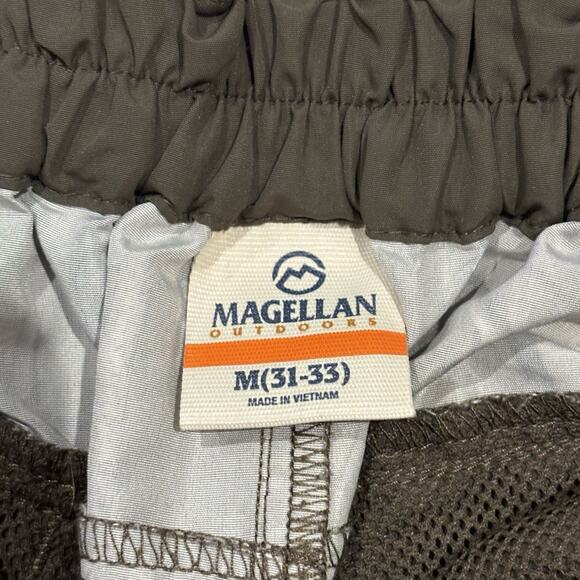 MAGELLAN
OUTDOORS
M(31-33)
MADE IN VIETNAM